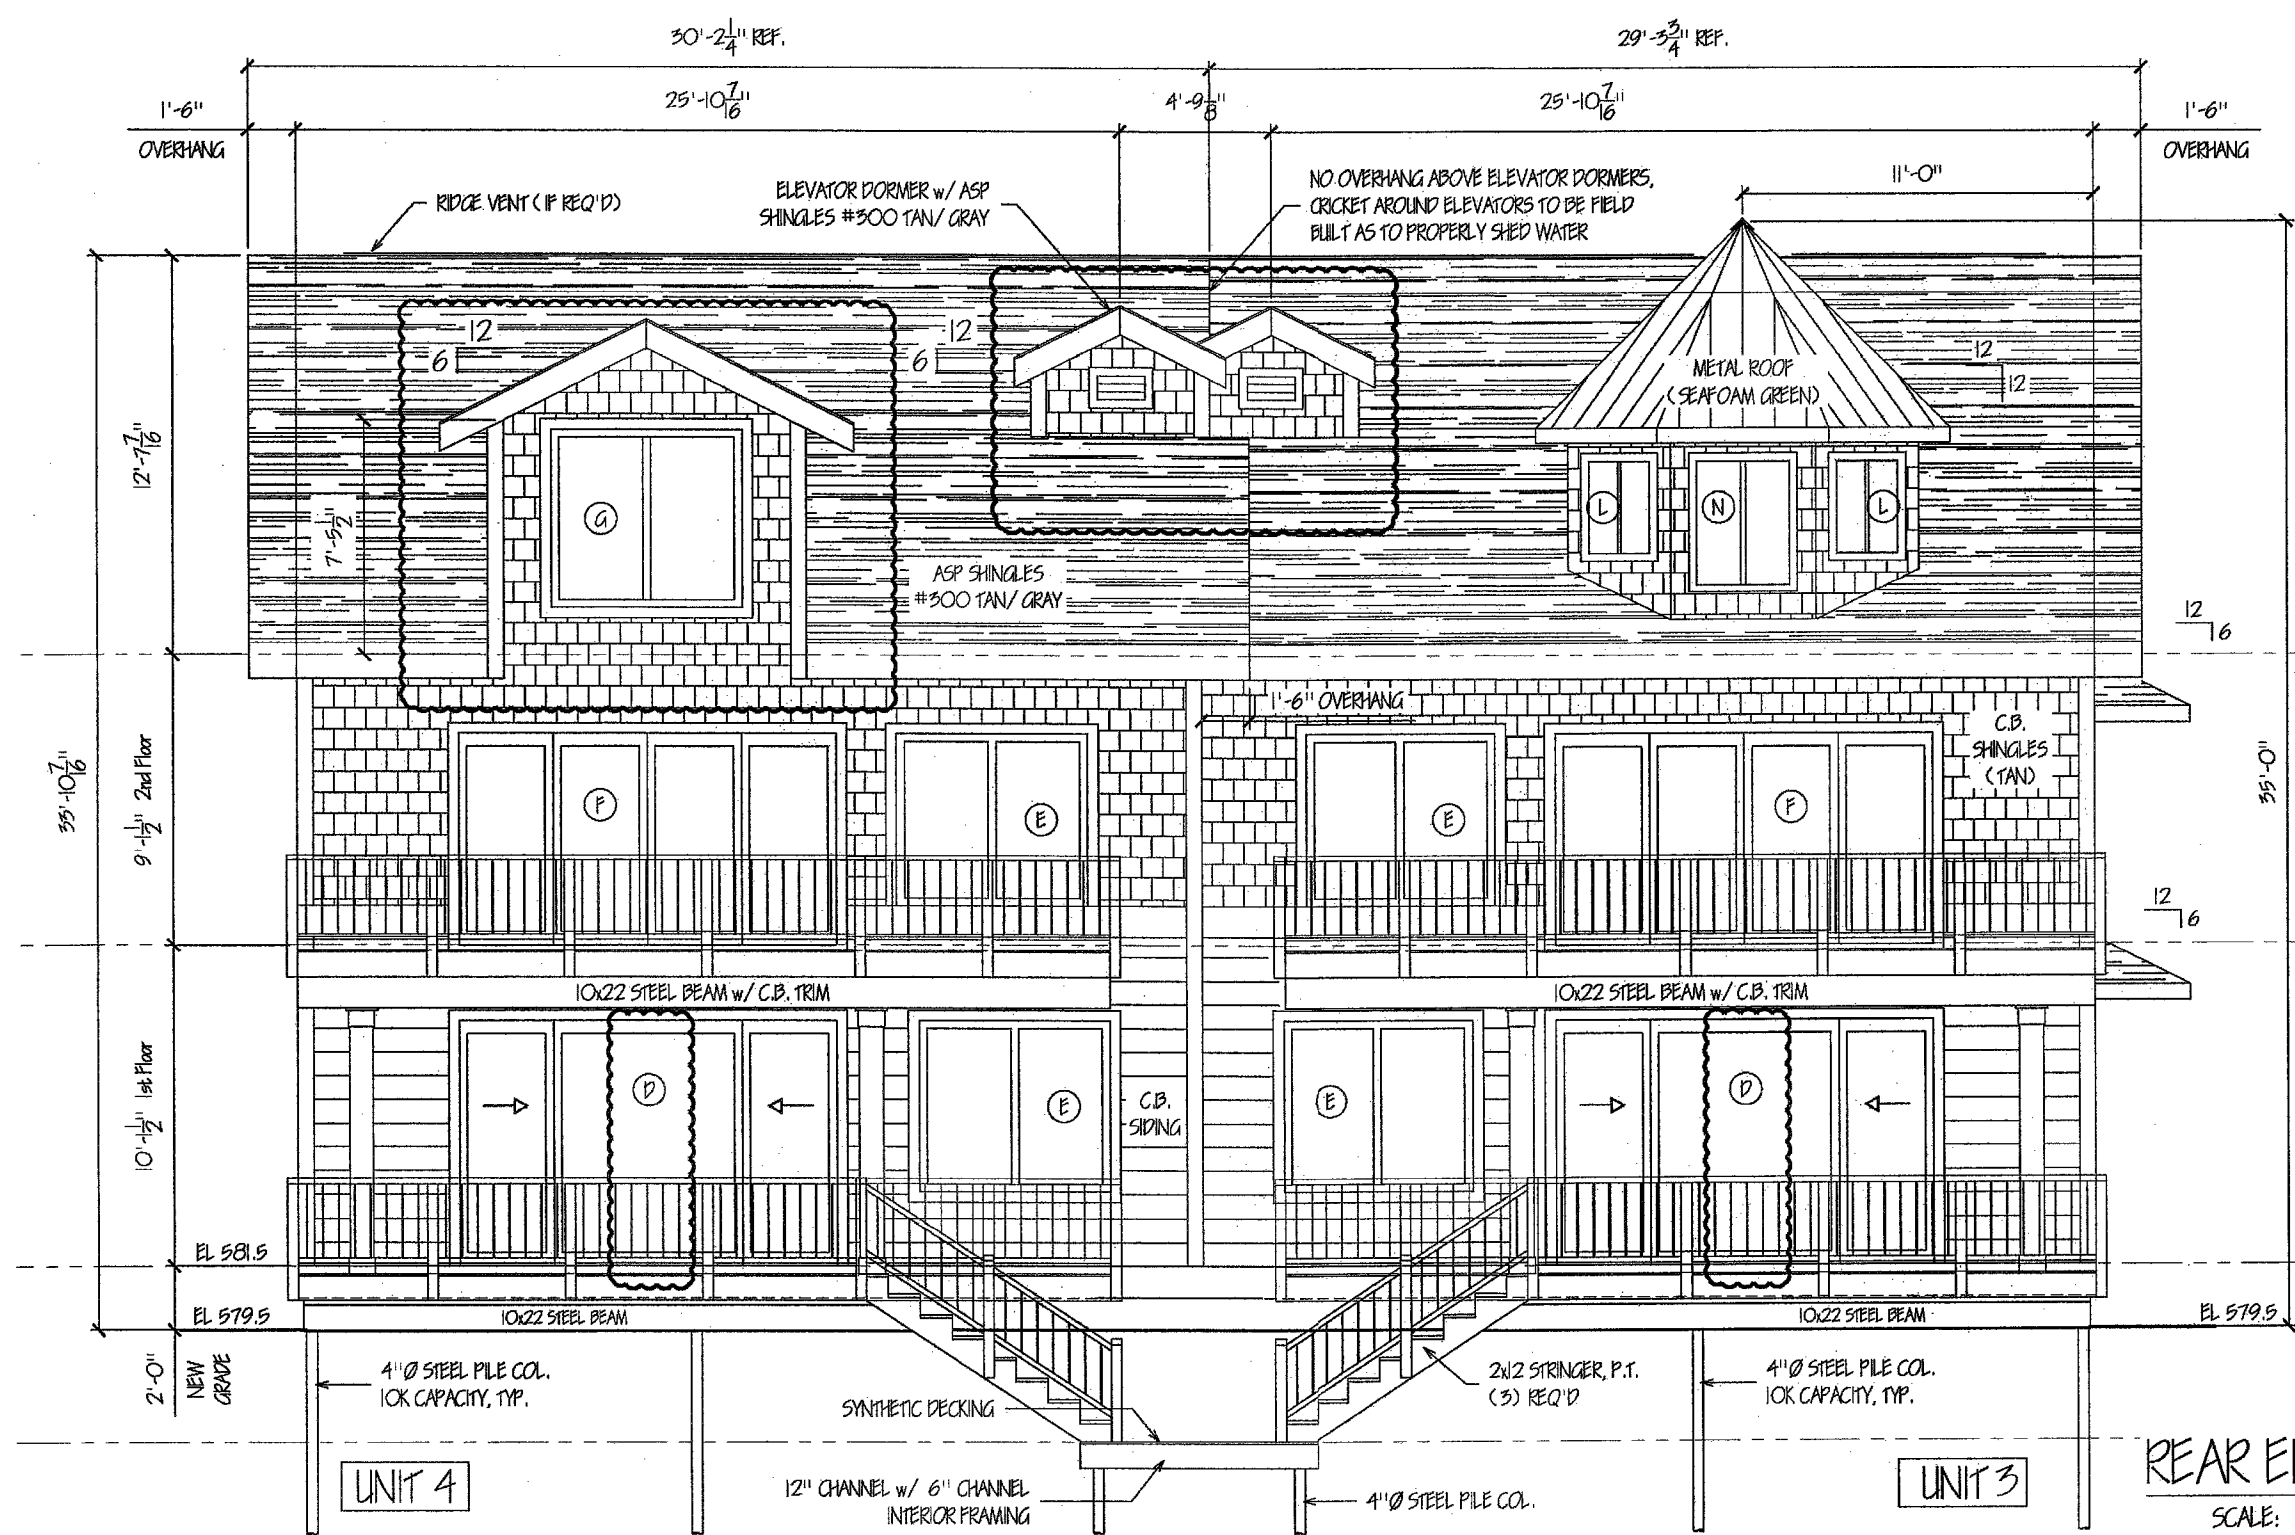 30'-2 1/4" REF.
29'-3 3/4" REF.
1'-6"
25'-10 7/16"
4'-9 1/8"
25'-10 7/16"
1'-6"
OVERHANG
OVERHANG
11'-0"
RIDGE VENT (IF REQ'D)
ELEVATOR DORMER w/ ASP
SHINGLES #300 TAN/ GRAY
NO OVERHANG ABOVE ELEVATOR DORMERS,
CRICKET AROUND ELEVATORS TO BE FIELD
BUILT AS TO PROPERLY SHED WATER
12
6
12
6
METAL ROOF
(SEAFOAM GREEN)
12
12
12'-7 7/16"
7'-5 1/2"
G
L
N
L
ASP SHINGLES
#300 TAN/ GRAY
12
6
1'-6" OVERHANG
C.B.
SHINGLES
(TAN)
33'-10 7/16"
9'-1 1/2" 2nd Floor
35'-0"
F
E
E
F
12
6
10x22 STEEL BEAM w/ C.B. TRIM
10x22 STEEL BEAM w/ C.B. TRIM
10'-1 1/2" 1st Floor
D
E
C.B.
SIDING
E
D
EL 581.5
EL 579.5
10x22 STEEL BEAM
10x22 STEEL BEAM
EL 579.5
2'-0"
NEW
GRADE
4"Ø STEEL PILE COL.
10K CAPACITY, TYP.
2x12 STRINGER, P.T.
(3) REQ'D
4"Ø STEEL PILE COL.
10K CAPACITY, TYP.
SYNTHETIC DECKING
UNIT 4
12" CHANNEL w/ 6" CHANNEL
INTERIOR FRAMING
4"Ø STEEL PILE COL.
UNIT 3
REAR E
SCALE: